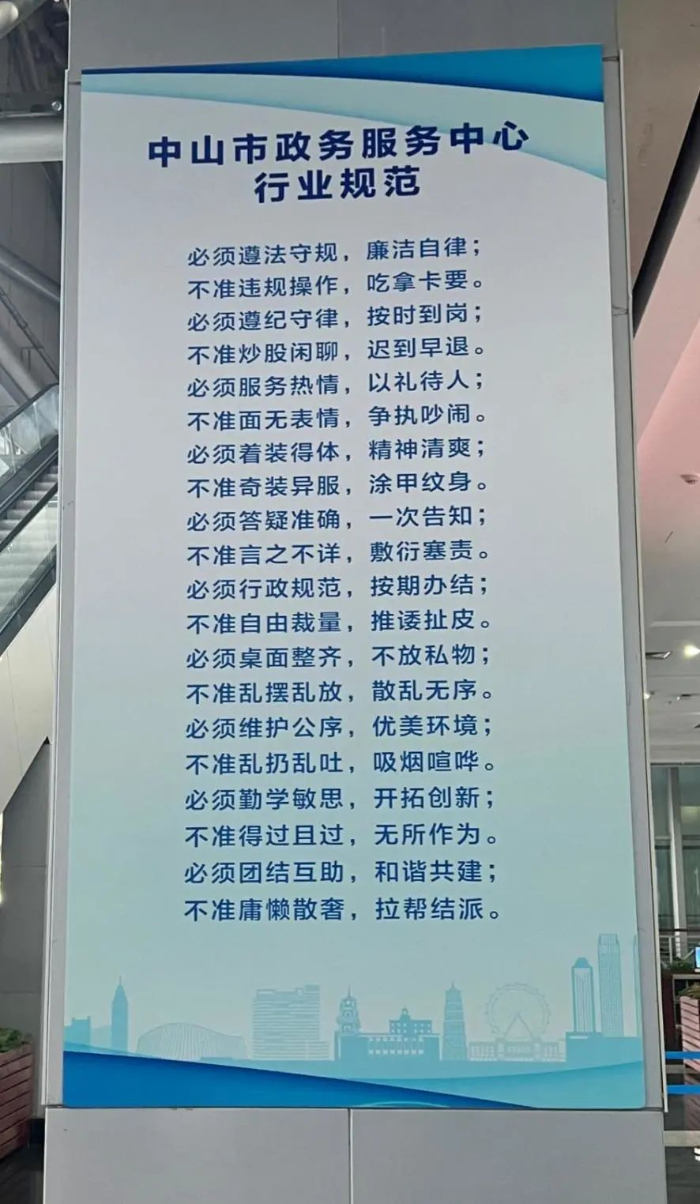 中山市政务服务中心
行业规范
必须遵法守规，廉洁自律；
不准违规操作，吃拿卡要。
必须遵纪守律，按时到岗；
不准炒股闲聊，迟到早退。
必须服务热情，以礼待人；
不准面无表情，争执吵闹。
必须着装得体，精神清爽；
不准奇装异服，涂甲纹身。
必须答疑准确，一次告知；
不准言之不详，敷衍塞责。
必须行政规范，按期办结；
不准自由裁量，推诿扯皮。
必须桌面整齐，不放私物；
不准乱摆乱放，散乱无序。
必须维护公序，优美环境；
不准乱扔乱吐，吸烟喧哗。
必须勤学敏思，开拓创新；
不准得过且过，无所作为。
必须团结互助，和谐共建；
不准庸懒散奢，拉帮结派。